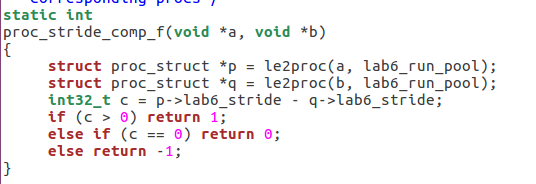 corresponding procs /
static int
proc_stride_comp_f(void *a, void *b)
{
     struct proc_struct *p = le2proc(a, lab6_run_pool);
     struct proc_struct *q = le2proc(b, lab6_run_pool);
     int32_t c = p->lab6_stride - q->lab6_stride;
     if (c > 0) return 1;
     else if (c == 0) return 0;
     else return -1;
}